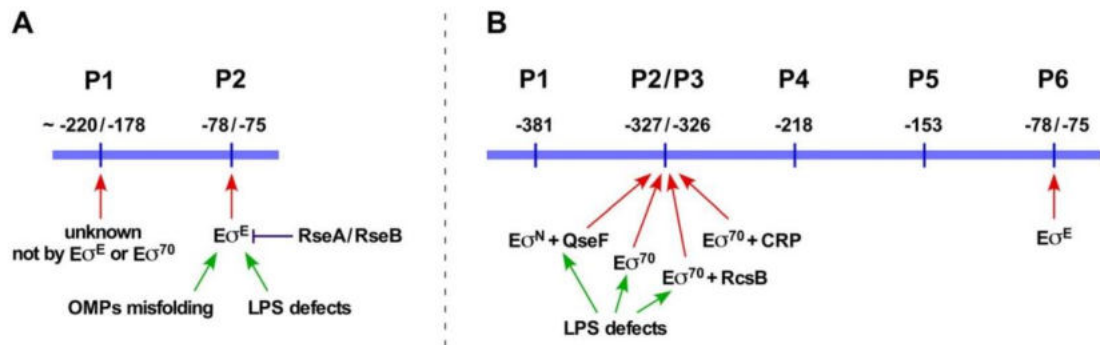 A
P1 P2
~ -220/-178 -78/-75
unknown
not by Eσᴱ or Eσ⁷⁰
Eσᴱ
RseA/RseB
OMPs misfolding LPS defects
B
P1 P2/P3 P4 P5 P6
-381 -327/-326 -218 -153 -78/-75
Eσᴺ + QseF
Eσ⁷⁰
Eσ⁷⁰ + RcsB
Eσ⁷⁰ + CRP
Eσᴱ
LPS defects